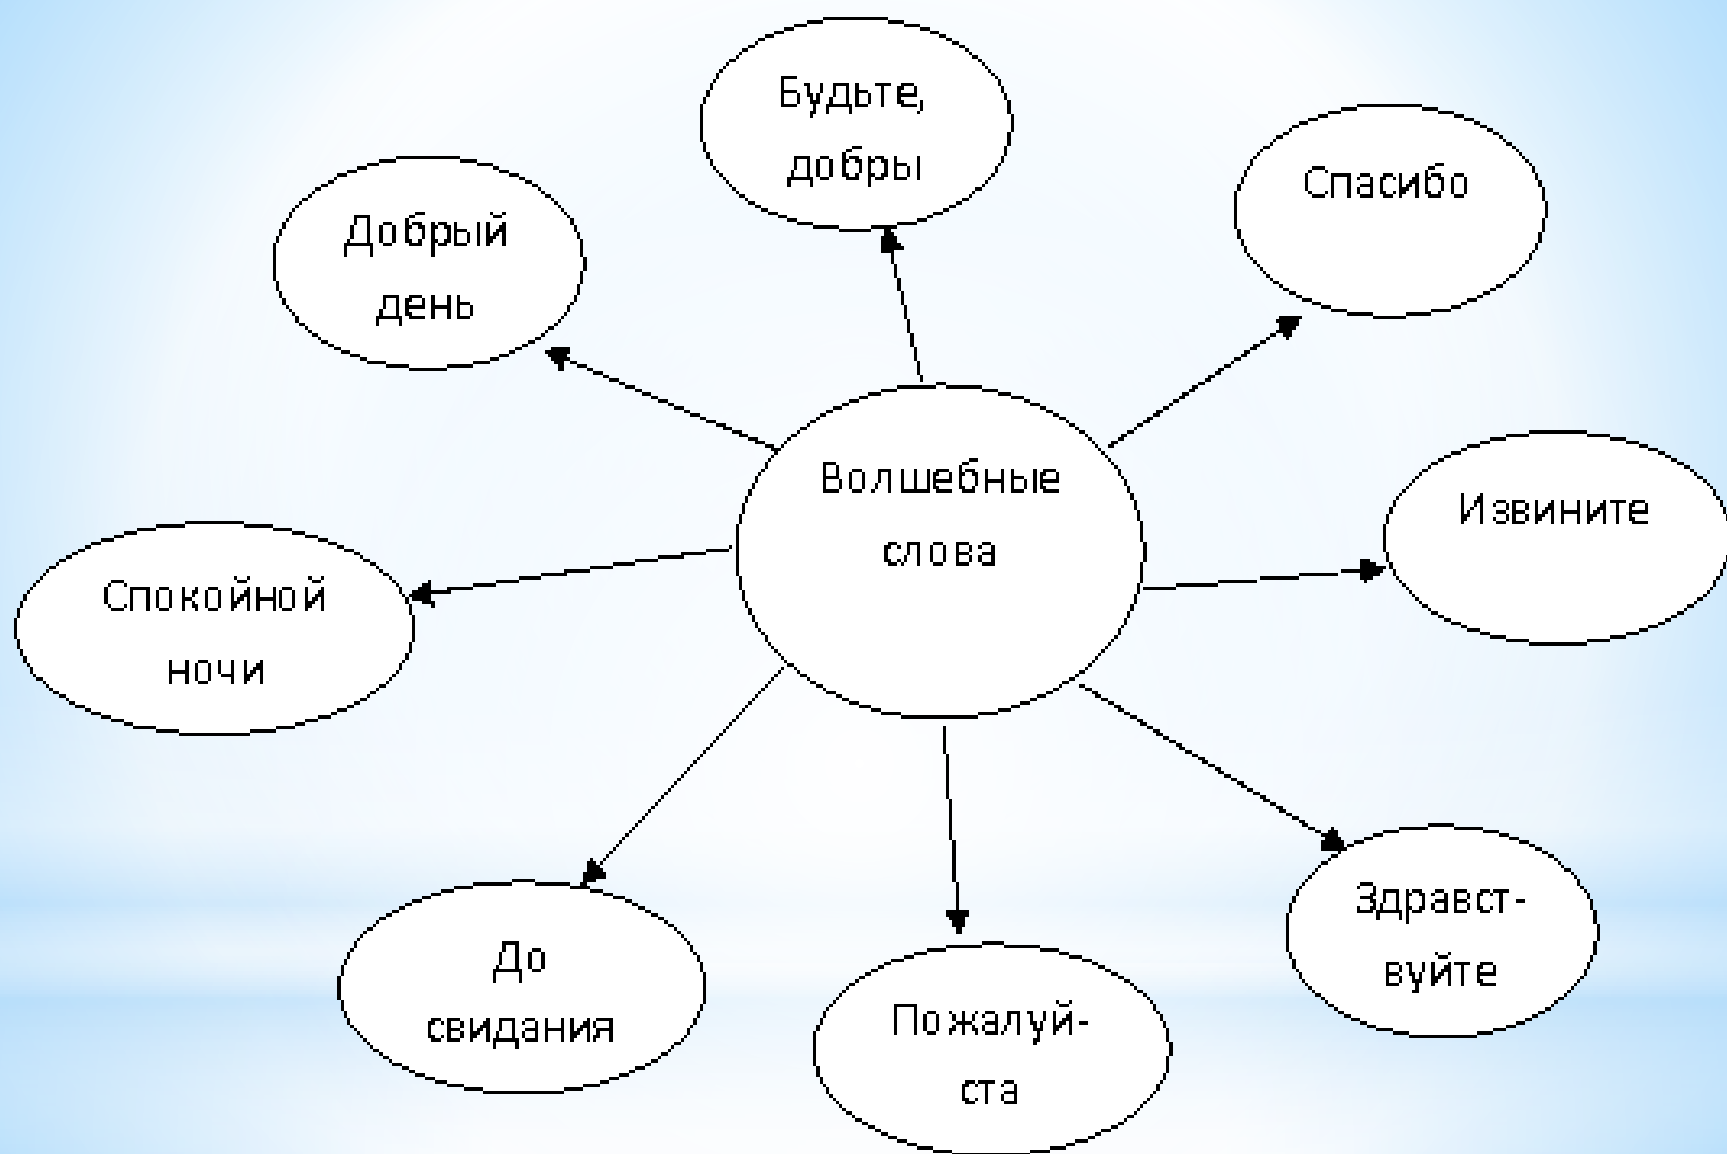 Будьте,
добры
Спасибо
Добрый
день
Волшебные
слова
Извините
Спокойной
ночи
Здравст-
вуйте
До
свидания
Пожалуй-
ста